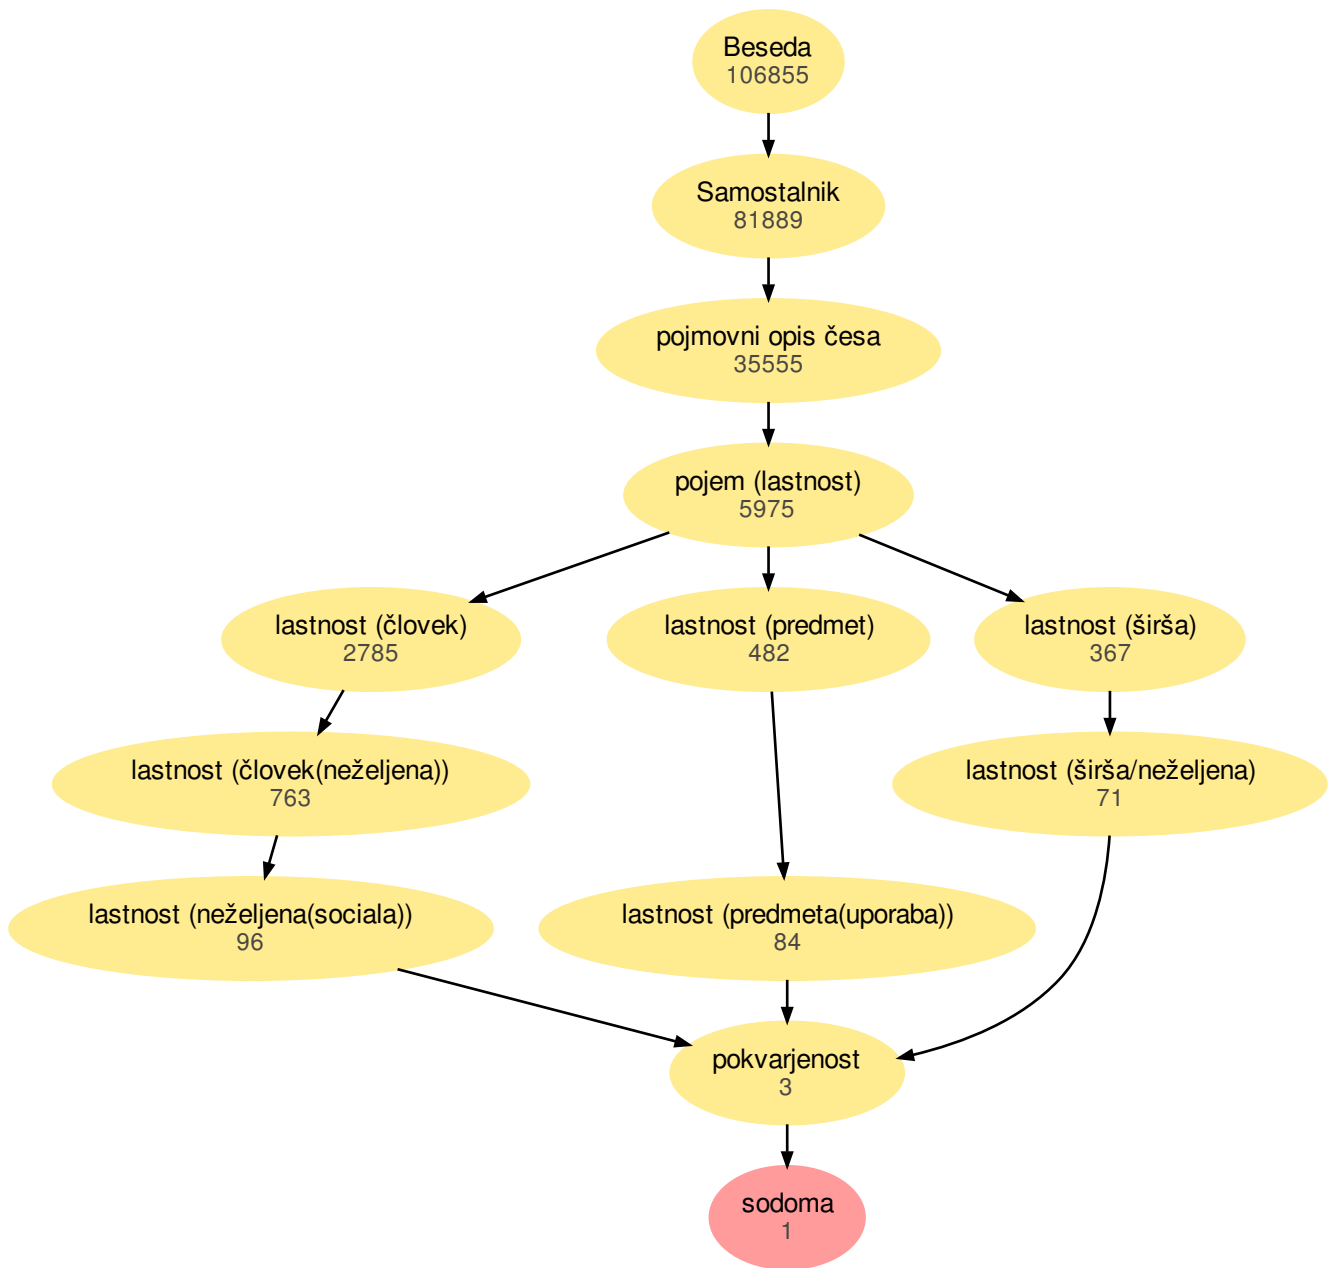 Beseda
106855
Samostalnik
81889
pojmovni opis česa
35555
pojem (lastnost)
5975
lastnost (človek)
2785
lastnost (predmet)
482
lastnost (širša)
367
lastnost (človek(neželjena))
763
lastnost (širša/neželjena)
71
lastnost (neželjena(sociala))
96
lastnost (predmeta(uporaba))
84
pokvarjenost
3
sodoma
1